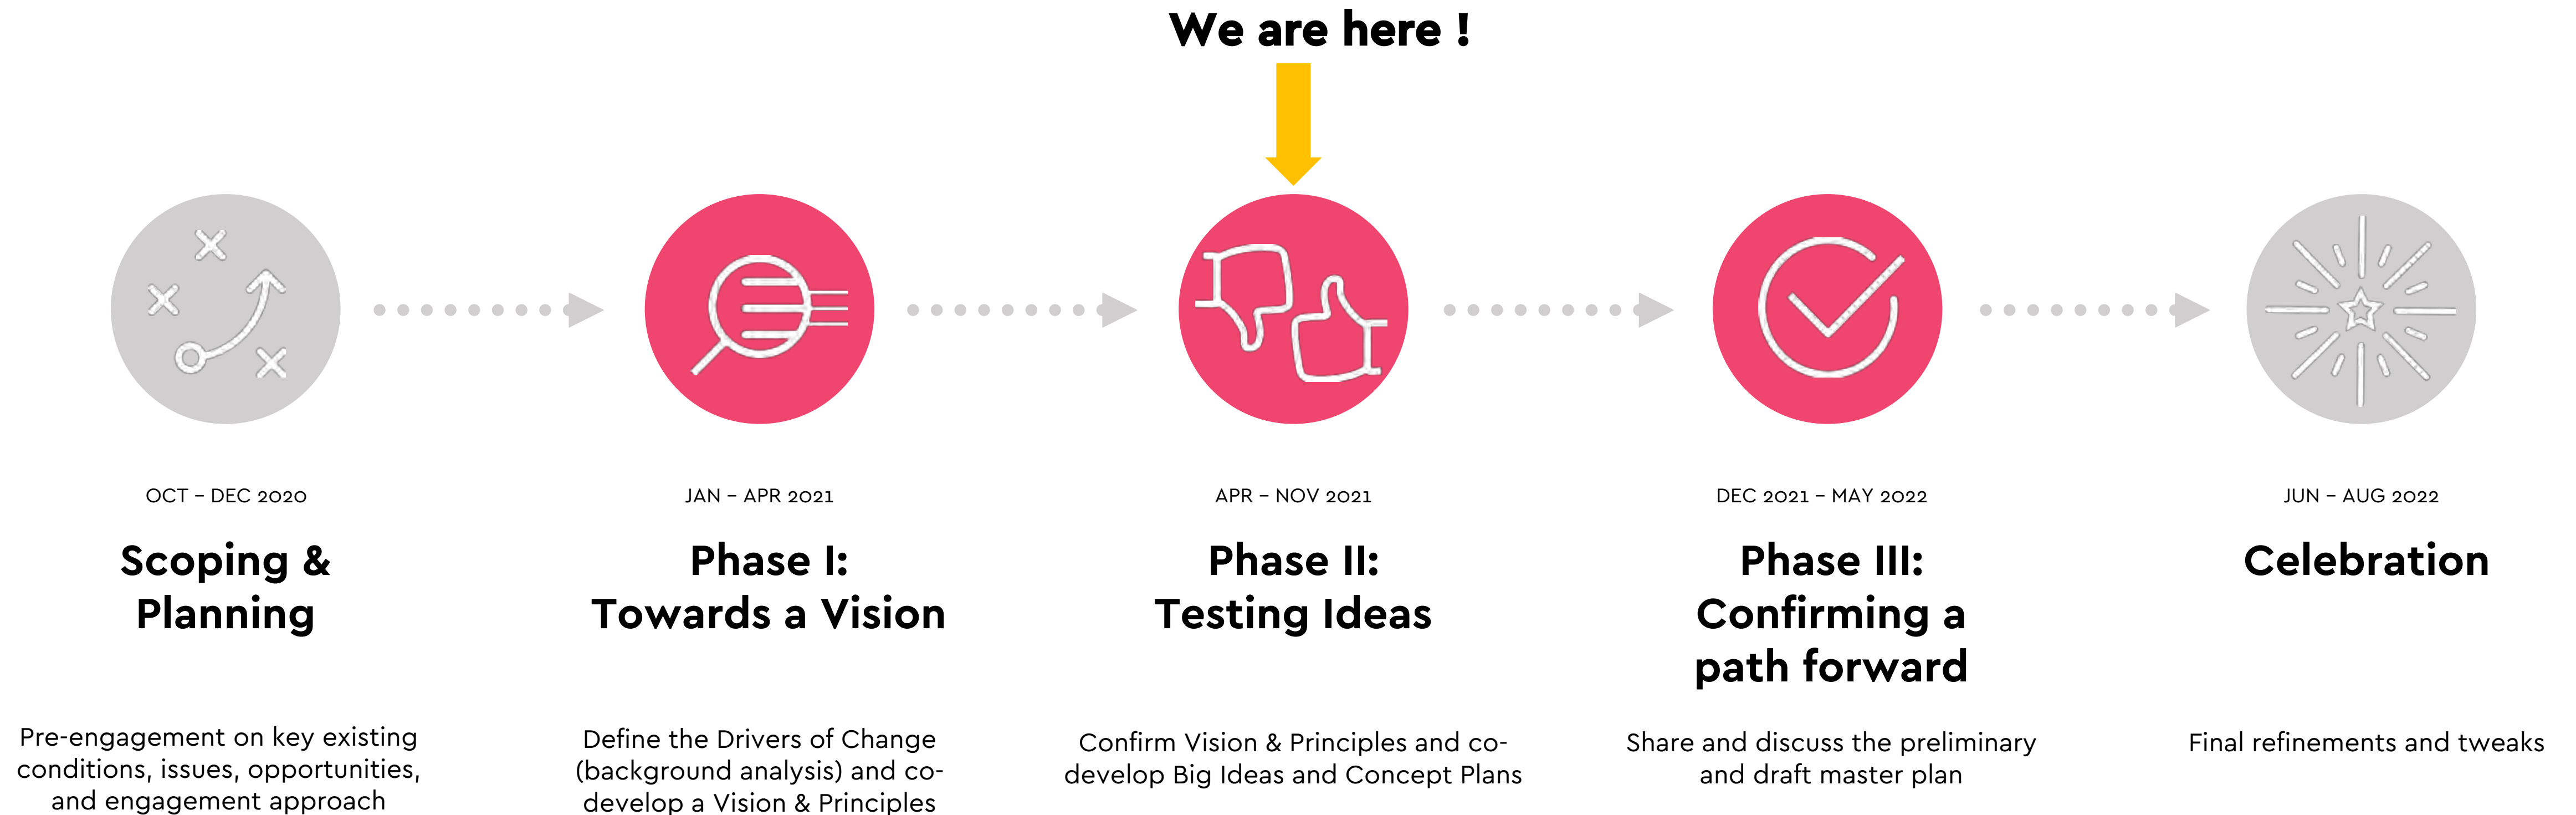 We are here !
OCT – DEC 2020
Scoping &
Planning
Pre-engagement on key existing
conditions, issues, opportunities,
and engagement approach
JAN – APR 2021
Phase I:
Towards a Vision
Define the Drivers of Change
(background analysis) and co-
develop a Vision & Principles
APR – NOV 2021
Phase II:
Testing Ideas
Confirm Vision & Principles and co-
develop Big Ideas and Concept Plans
DEC 2021 – MAY 2022
Phase III:
Confirming a
path forward
Share and discuss the preliminary
and draft master plan
JUN – AUG 2022
Celebration
Final refinements and tweaks